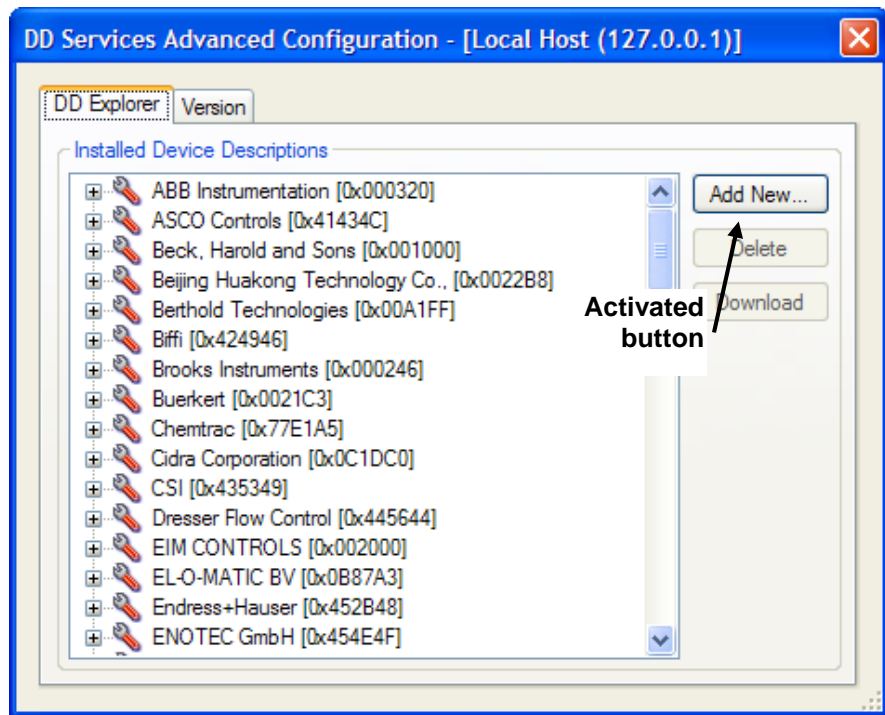 DD Services Advanced Configuration - [Local Host (127.0.0.1)]
DD Explorer
Version
Installed Device Descriptions
ABB Instrumentation [0x000320]
ASCO Controls [0x41434C]
Beck, Harold and Sons [0x001000]
Beijing Huakong Technology Co., [0x0022B8]
Berthold Technologies [0x00A1FF]
Biffi [0x424946]
Brooks Instruments [0x000246]
Buerkert [0x0021C3]
Chemtrac [0x77E1A5]
Cidra Corporation [0x0C1DC0]
CSI [0x435349]
Dresser Flow Control [0x445644]
EIM CONTROLS [0x002000]
EL-O-MATIC BV [0x0B87A3]
Endress+Hauser [0x452B48]
ENOTEC GmbH [0x454E4F]
Add New...
Delete
Download
Activated
button